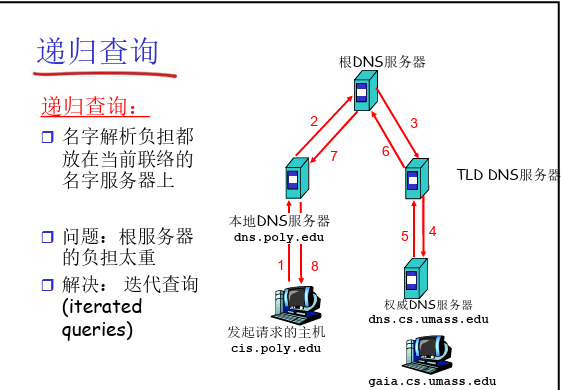 递归查询
递归查询：
名字解析负担都
放在当前联络的
名字服务器上
问题：根服务器
的负担太重
解决： 迭代查询
(iterated
queries)
根DNS服务器
2
3
7
6
TLD DNS服务器
本地DNS服务器
dns.poly.edu
5
4
1
8
权威DNS服务器
dns.cs.umass.edu
发起请求的主机
cis.poly.edu
gaia.cs.umass.edu